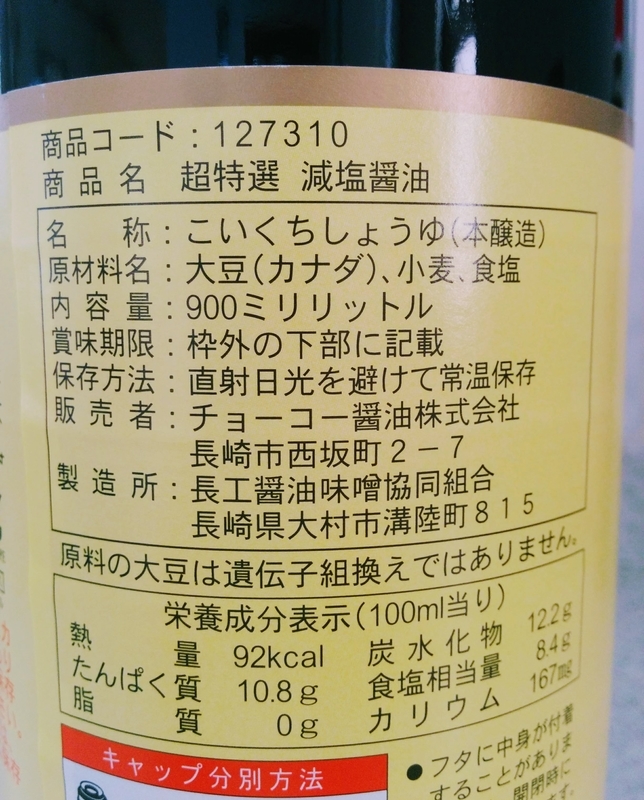 商品コード：127310
商品名 超特選 減塩醤油
名称：こいくちしょうゆ（本醸造）
原材料名：大豆（カナダ）、小麦、食塩
内容量：900ミリリットル
賞味期限：枠外の下部に記載
保存方法：直射日光を避けて常温保存
販売者：チョーコー醤油株式会社
長崎市西坂町2－7
製造所：長工醤油味噌協同組合
長崎県大村市溝陸町815
原料の大豆は遺伝子組換えではありません。
栄養成分表示（100ml当り）
熱量 92kcal 炭水化物 12.2g
たんぱく質 10.8g 食塩相当量 8.4g
脂質 0g カリウム 167mg
キャップ分別方法
●フタに中身が付着
することがありま
開閉時に